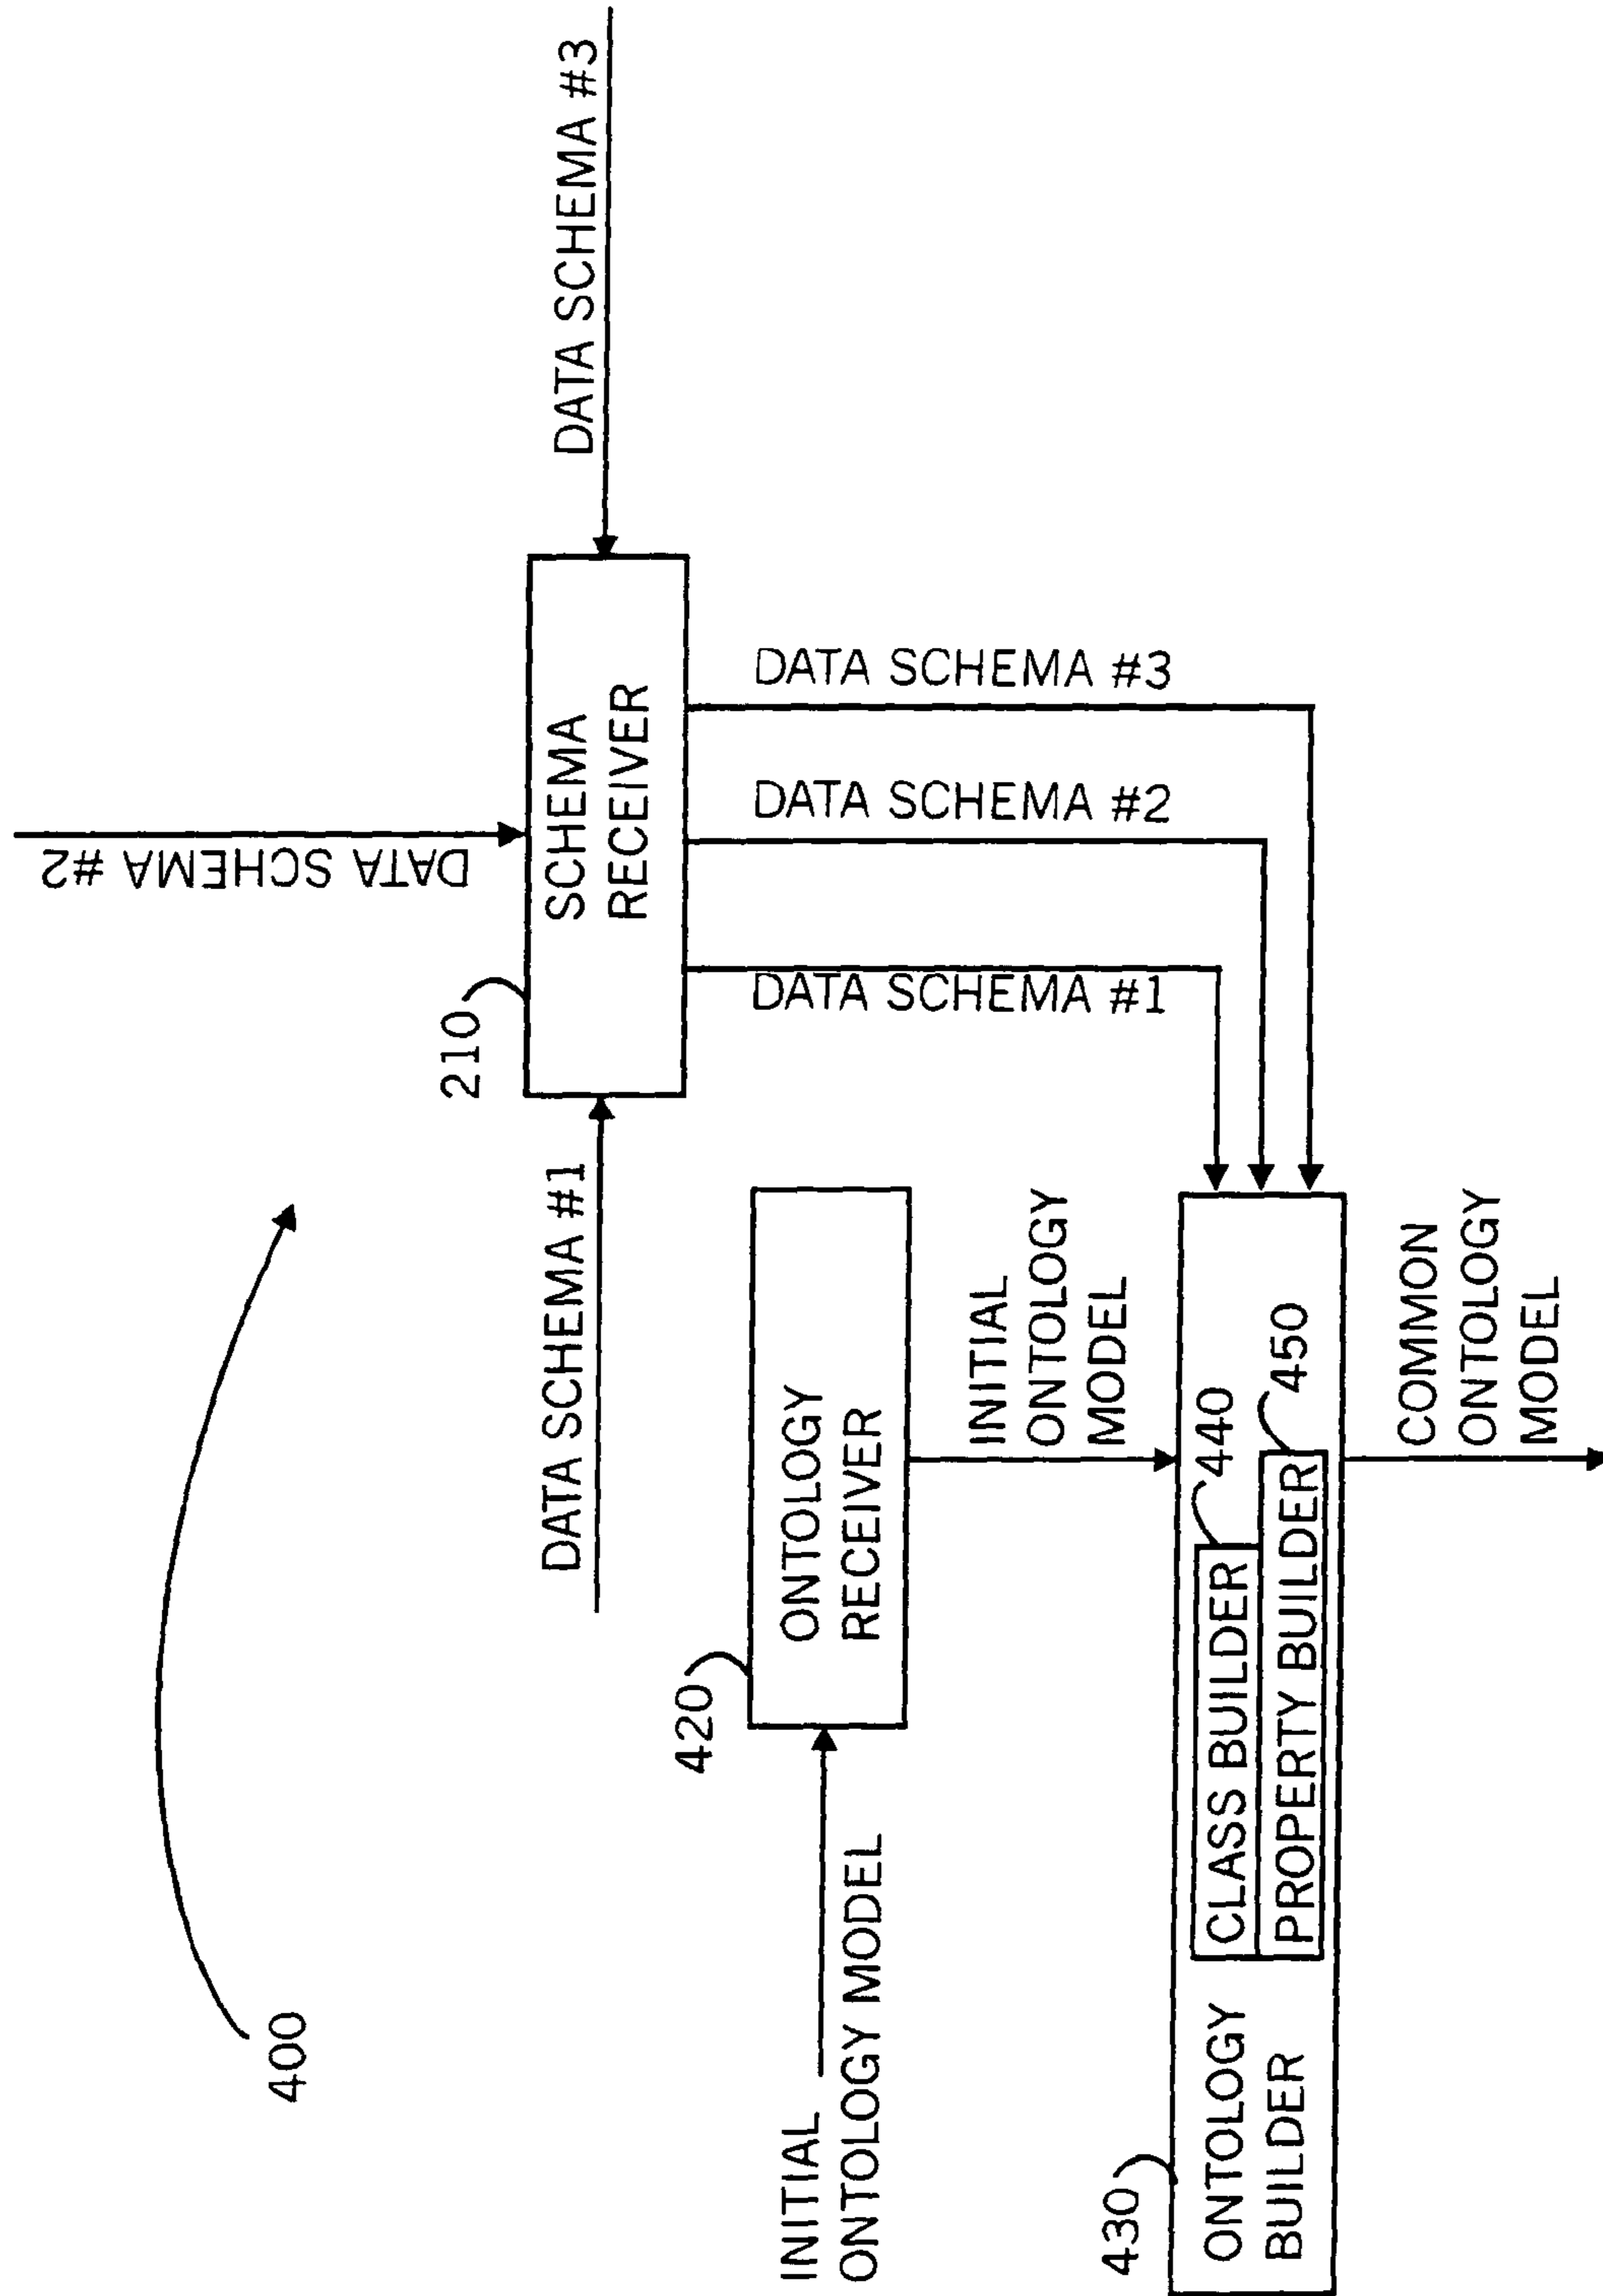 400
DATA SCHEMA #2
DATA SCHEMA #1
DATA SCHEMA #3
210
SCHEMA
RECEIVER
420
INITIAL
ONTOLOGY MODEL
ONTOLOGY
RECEIVER
DATA SCHEMA #1
DATA SCHEMA #2
DATA SCHEMA #3
INITIAL
ONTOLOGY
MODEL
430
ONTOLOGY
BUILDER
CLASS BUILDER
440
PROPERTY BUILDER
450
COMMON
ONTOLOGY
MODEL